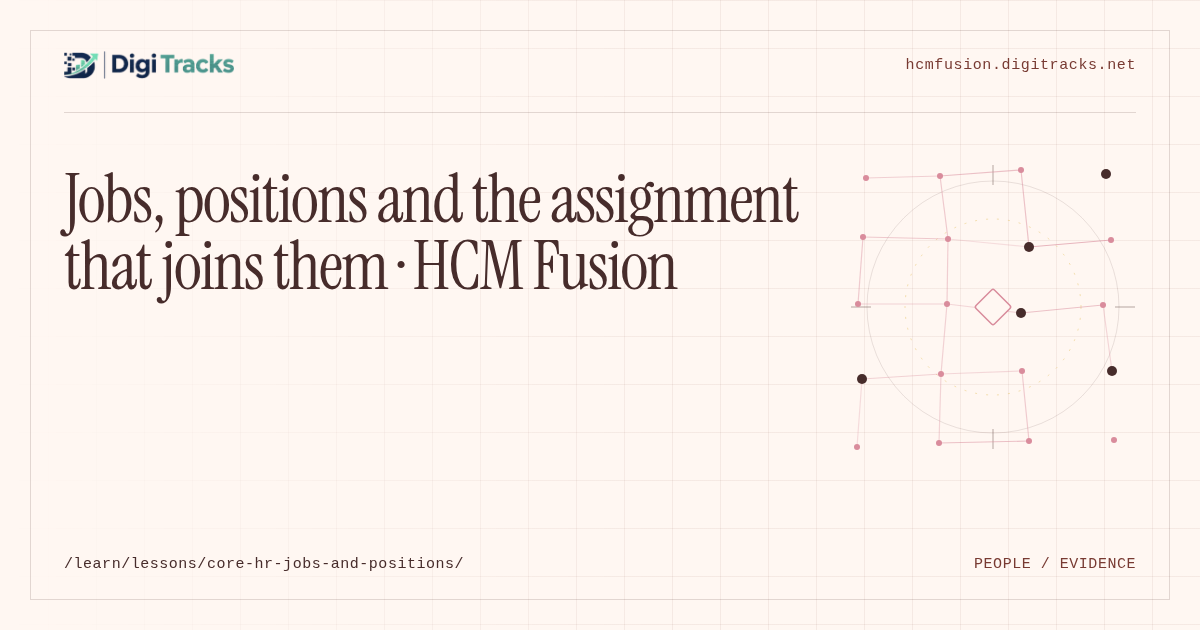 Digi Tracks
hcmfusion.digitracks.net
Jobs, positions and the assignment
that joins them · HCM Fusion
/learn/lessons/core-hr-jobs-and-positions/
PEOPLE / EVIDENCE